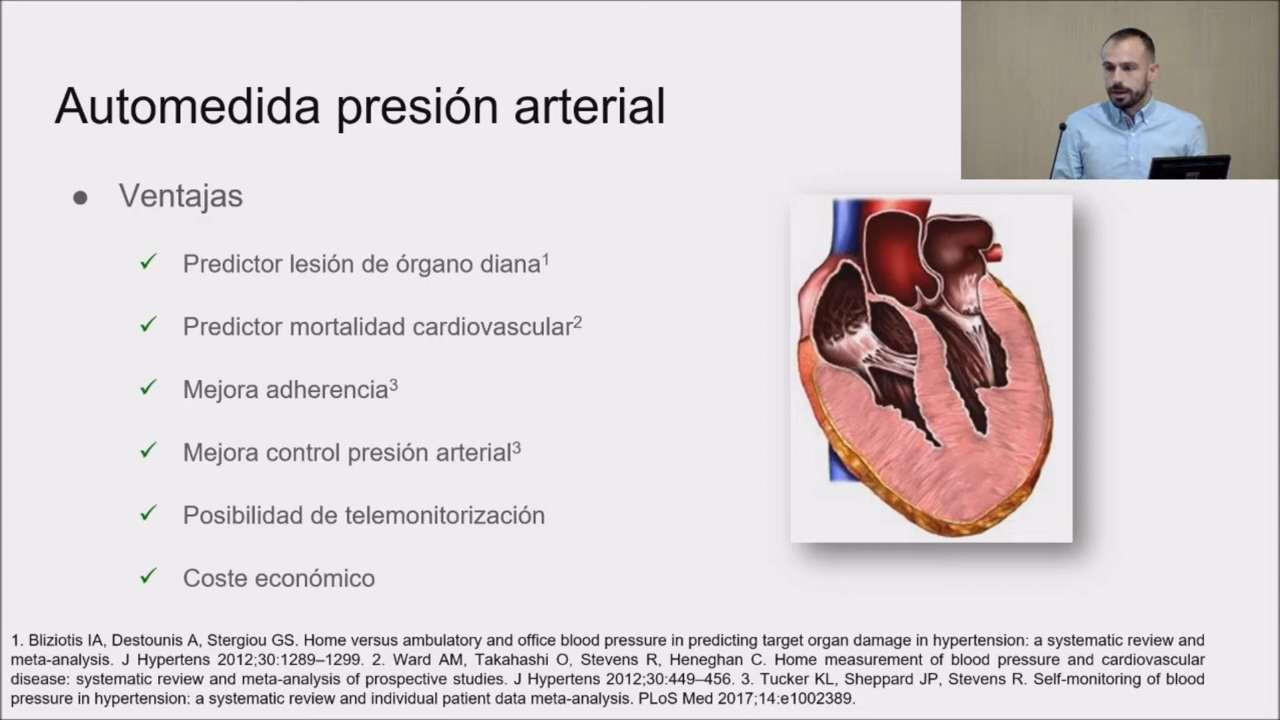 Automedida presión arterial
● Ventajas
✓ Predictor lesión de órgano diana¹
✓ Predictor mortalidad cardiovascular²
✓ Mejora adherencia³
✓ Mejora control presión arterial³
✓ Posibilidad de telemonitorización
✓ Coste económico
1. Bliziotis IA, Destounis A, Stergiou GS. Home versus ambulatory and office blood pressure in predicting target organ damage in hypertension: a systematic review and
meta-analysis. J Hypertens 2012;30:1289–1299. 2. Ward AM, Takahashi O, Stevens R, Heneghan C. Home measurement of blood pressure and cardiovascular
disease: systematic review and meta-analysis of prospective studies. J Hypertens 2012;30:449–456. 3. Tucker KL, Sheppard JP, Stevens R. Self-monitoring of blood
pressure in hypertension: a systematic review and individual patient data meta-analysis. PLoS Med 2017;14:e1002389.